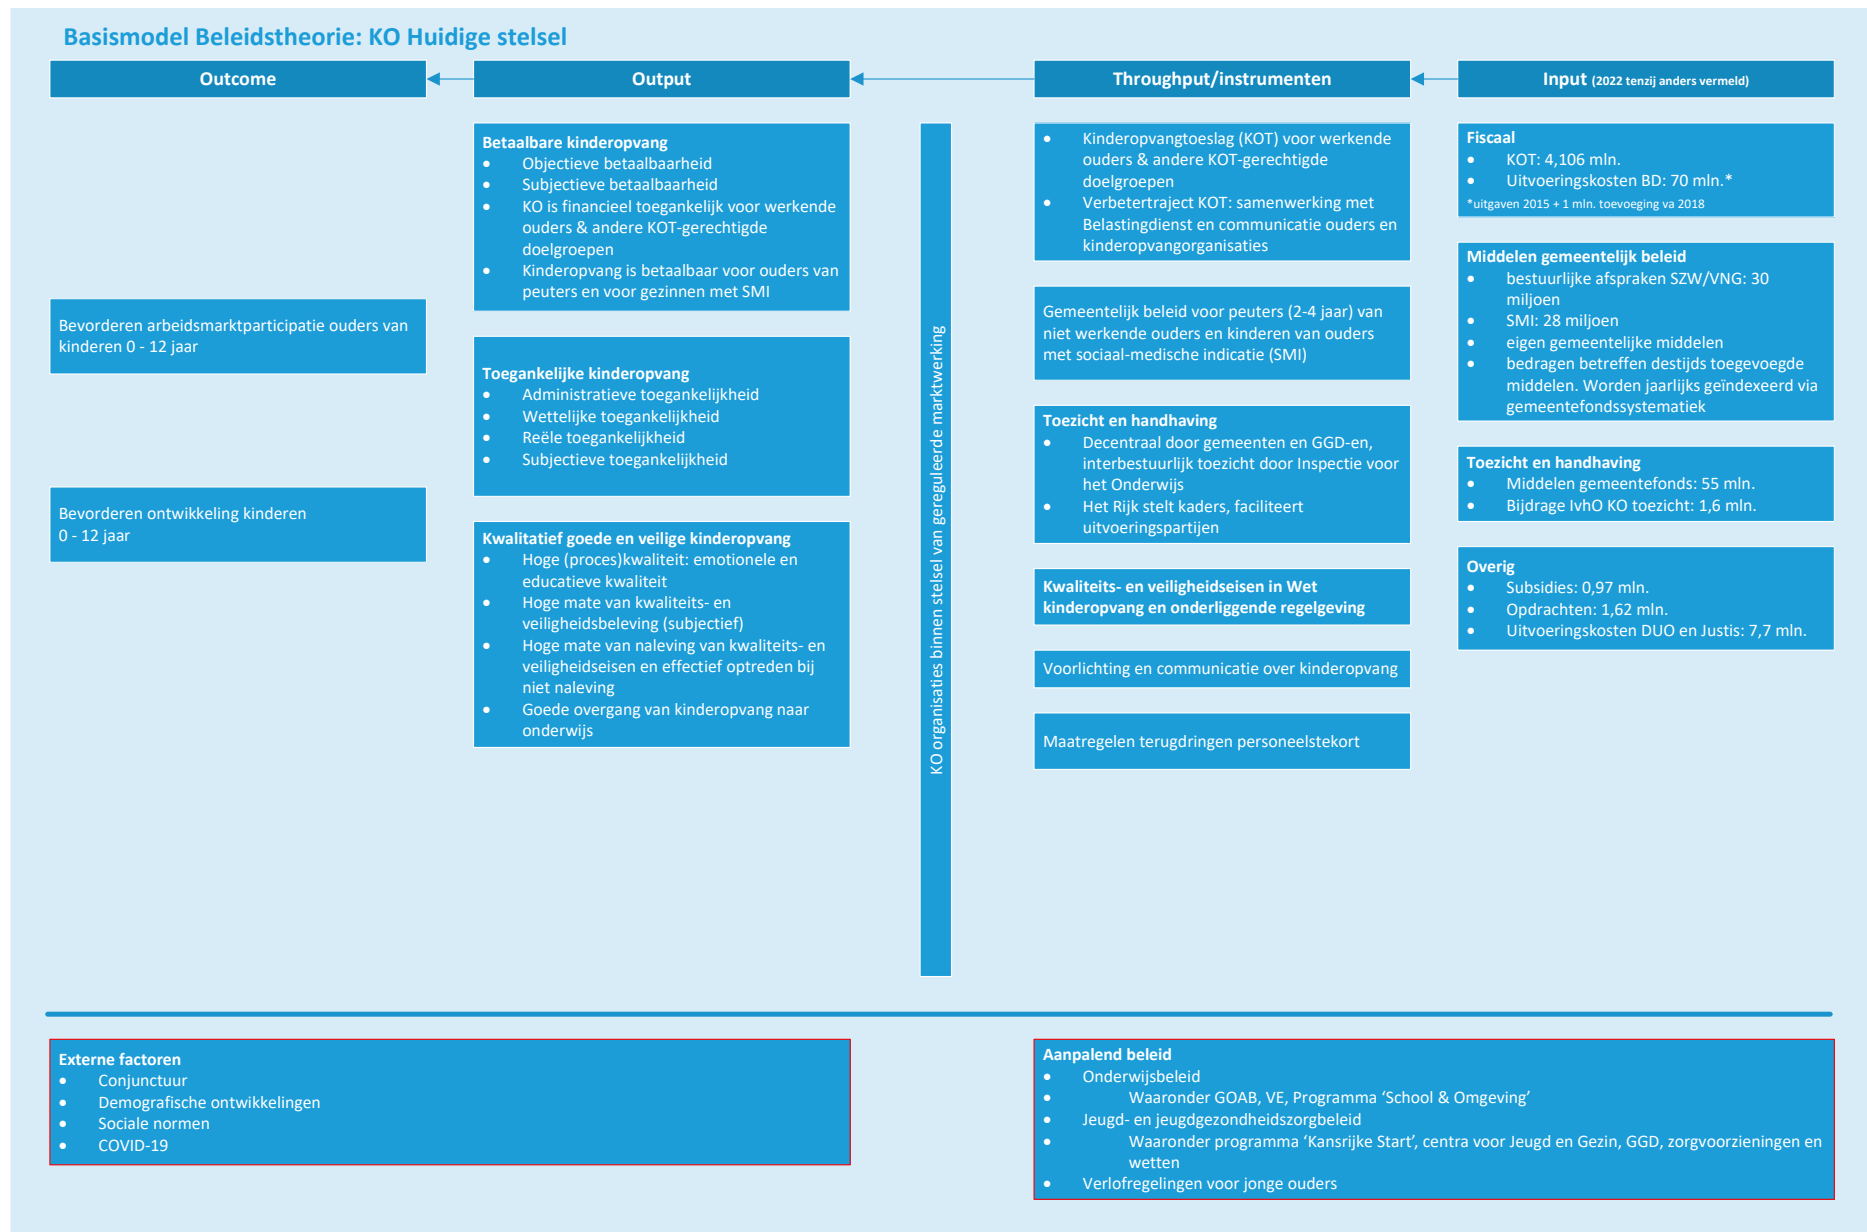 Basismodel Beleidstheorie: KO Huidige stelsel
Outcome
Output
Throughput/instrumenten
Input (2022 tenzij anders vermeld)
Bevorderen arbeidsmarktparticipatie ouders van
kinderen 0 - 12 jaar
Bevorderen ontwikkeling kinderen
0 - 12 jaar
Betaalbare kinderopvang
• Objectieve betaalbaarheid
• Subjectieve betaalbaarheid
• KO is financieel toegankelijk voor werkende
ouders & andere KOT-gerechtigde
doelgroepen
• Kinderopvang is betaalbaar voor ouders van
peuters en voor gezinnen met SMI
Toegankelijke kinderopvang
• Administratieve toegankelijkheid
• Wettelijke toegankelijkheid
• Reële toegankelijkheid
• Subjectieve toegankelijkheid
Kwalitatief goede en veilige kinderopvang
• Hoge (proces)kwaliteit: emotionele en
educatieve kwaliteit
• Hoge mate van kwaliteits- en
veiligheidsbeleving (subjectief)
• Hoge mate van naleving van kwaliteits- en
veiligheidseisen en effectief optreden bij
niet naleving
• Goede overgang van kinderopvang naar
onderwijs
KO organisaties binnen stelsel van gereguleerde marktwerking
• Kinderopvangtoeslag (KOT) voor werkende
ouders & andere KOT-gerechtigde
doelgroepen
• Verbetertraject KOT: samenwerking met
Belastingdienst en communicatie ouders en
kinderopvangorganisaties
Gemeentelijk beleid voor peuters (2-4 jaar) van
niet werkende ouders en kinderen van ouders
met sociaal-medische indicatie (SMI)
Toezicht en handhaving
• Decentraal door gemeenten en GGD-en,
interbestuurlijk toezicht door Inspectie voor
het Onderwijs
• Het Rijk stelt kaders, faciliteert
uitvoeringspartijen
Kwaliteits- en veiligheidseisen in Wet
kinderopvang en onderliggende regelgeving
Voorlichting en communicatie over kinderopvang
Maatregelen terugdringen personeelstekort
Fiscaal
• KOT: 4,106 mln.
• Uitvoeringskosten BD: 70 mln.*
*uitgaven 2015 + 1 mln. toevoeging va 2018
Middelen gemeentelijk beleid
• bestuurlijke afspraken SZW/VNG: 30
miljoen
• SMI: 28 miljoen
• eigen gemeentelijke middelen
• bedragen betreffen destijds toegevoegde
middelen. Worden jaarlijks geïndexeerd via
gemeentefondssystematiek
Toezicht en handhaving
• Middelen gemeentefonds: 55 mln.
• Bijdrage IvhO KO toezicht: 1,6 mln.
Overig
• Subsidies: 0,97 mln.
• Opdrachten: 1,62 mln.
• Uitvoeringskosten DUO en Justis: 7,7 mln.
Externe factoren
• Conjunctuur
• Demografische ontwikkelingen
• Sociale normen
• COVID-19
Aanpalend beleid
• Onderwijsbeleid
• Waaronder GOAB, VE, Programma ‘School & Omgeving’
• Jeugd- en jeugdgezondheidszorgbeleid
• Waaronder programma ‘Kansrijke Start’, centra voor Jeugd en Gezin, GGD, zorgvoorzieningen en
wetten
• Verlofregelingen voor jonge ouders